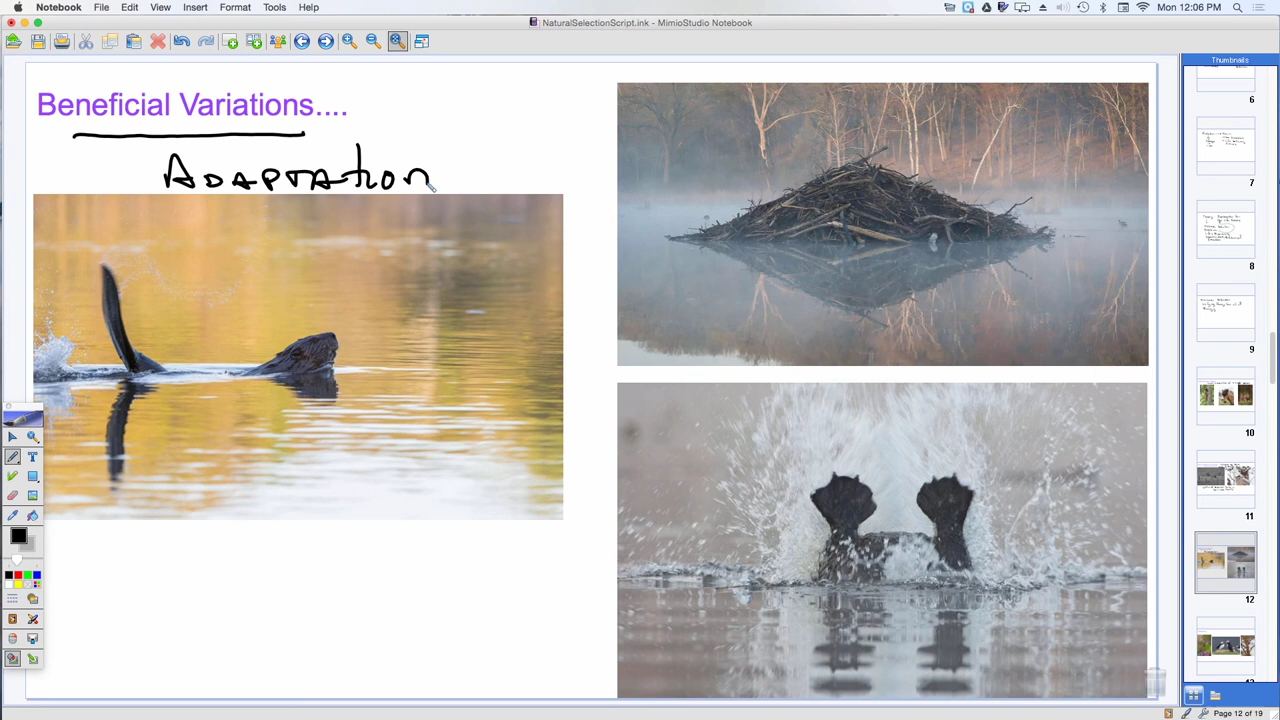 Notebook File Edit View Insert Format Tools Help Mon 12:06 PM
NaturalSelectionScript.ink - MimioStudio Notebook
Thumbnails
Beneficial Variations....
Adaptation
6
7
8
9
10
11
12
Page 12 of 19